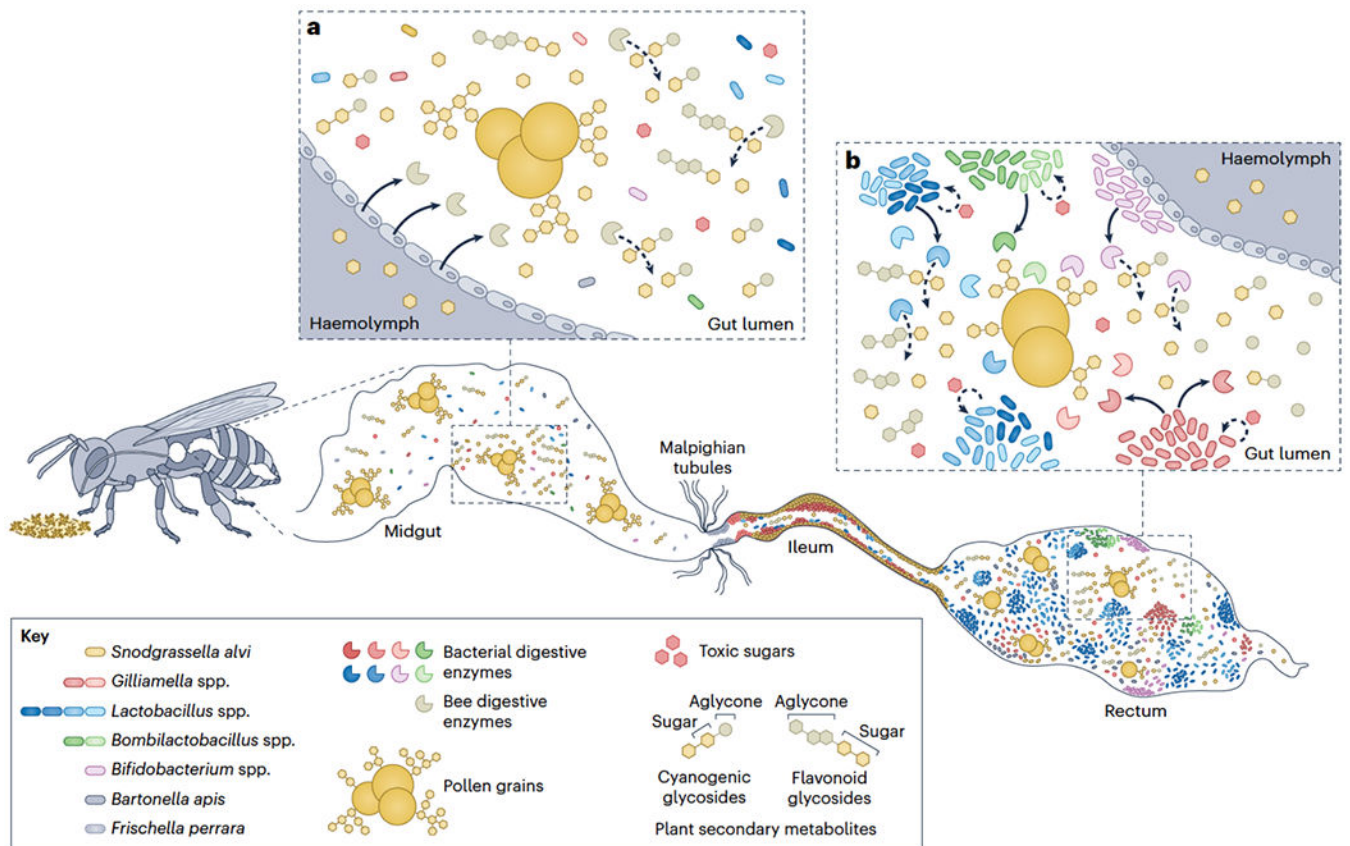 a
Haemolymph
Gut lumen
b
Haemolymph
Gut lumen
Midgut
Malpighian
tubules
Ileum
Rectum
Key
Snodgrassella alvi
Gilliamella spp.
Lactobacillus spp.
Bombilactobacillus spp.
Bifidobacterium spp.
Bartonella apis
Frischella perrara
Bacterial digestive
enzymes
Bee digestive
enzymes
Pollen grains
Toxic sugars
Aglycone
Sugar
Cyanogenic
glycosides
Aglycone
Sugar
Flavonoid
glycosides
Plant secondary metabolites